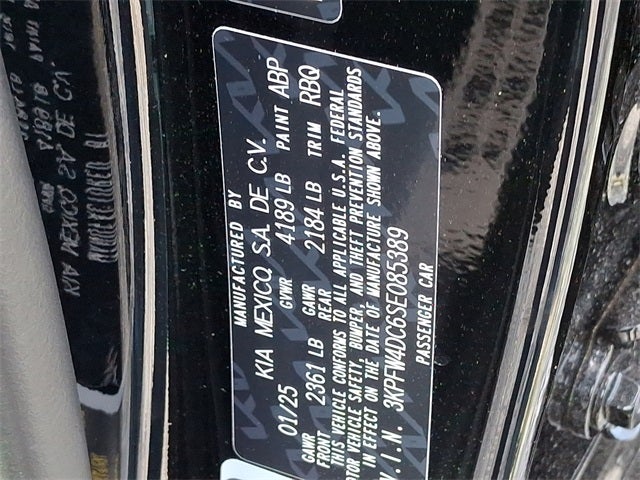 MANUFACTURED BY
KIA MEXICO, S.A. DE C.V.
01/25 GVWR 4189 LB PAINT ABP
GAWR FRONT 2361 LB GAWR REAR 2184 LB TRIM RBQ
THIS VEHICLE CONFORMS TO ALL APPLICABLE U.S.A. FEDERAL
MOTOR VEHICLE SAFETY, BUMPER, AND THEFT PREVENTION STANDARDS
IN EFFECT ON THE DATE OF MANUFACTURE SHOWN ABOVE.
V.I.N. 3KPFW4DC6SE085389
PASSENGER CAR